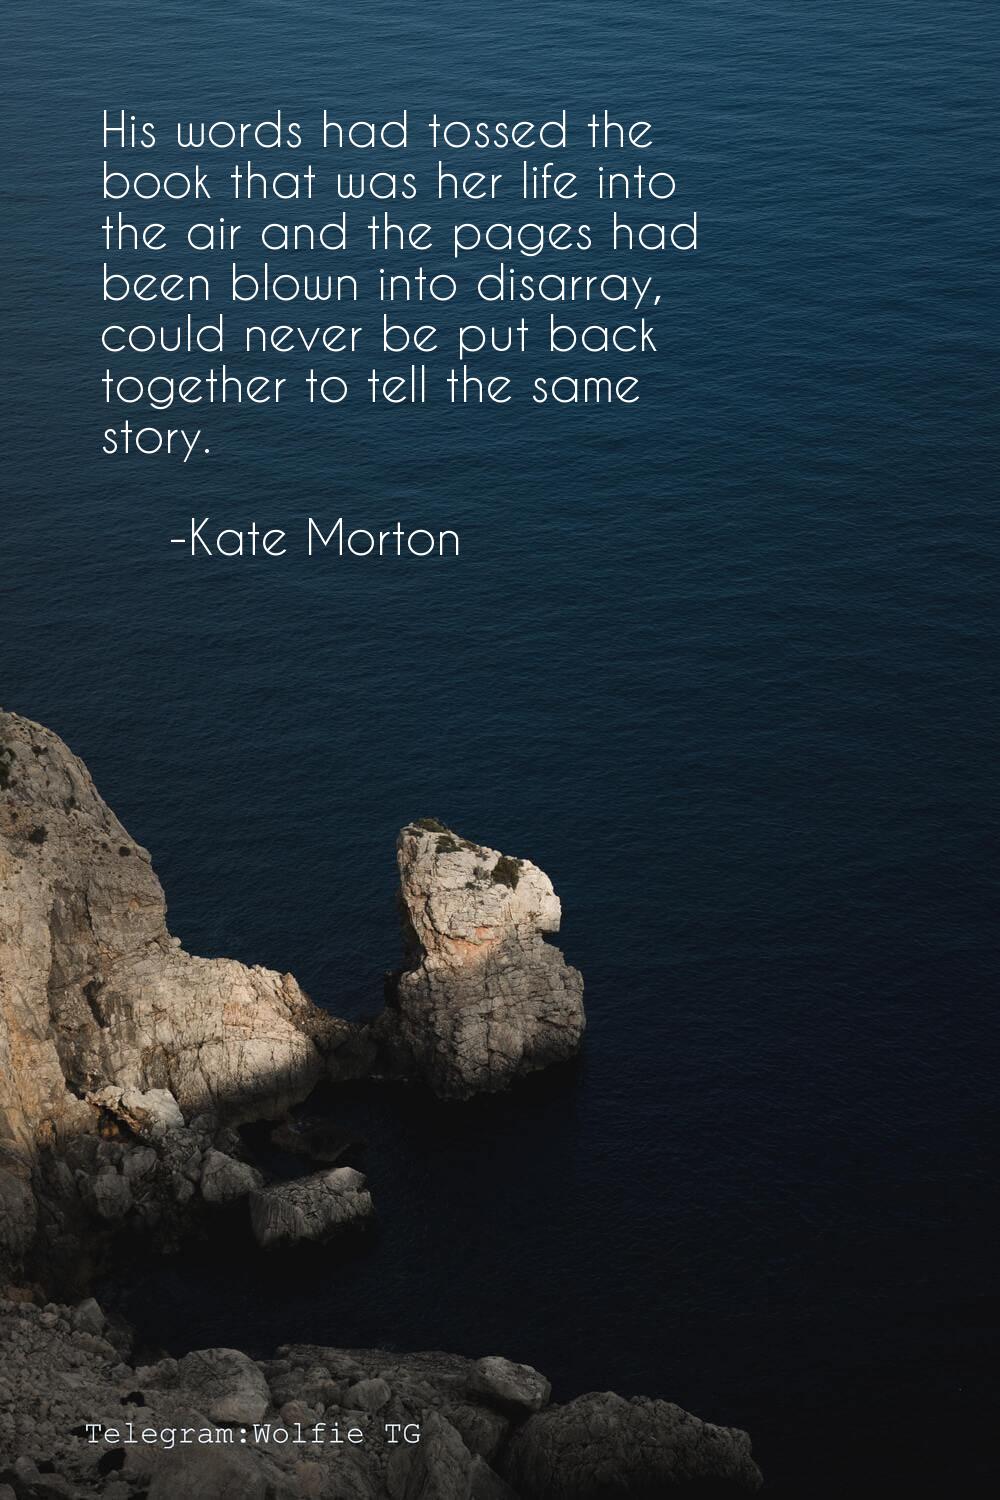 His words had tossed the
book that was her life into
the air and the pages had
been blown into disarray,
could never be put back
together to tell the same
story.
-Kate Morton
Telegram:Wolfie TG